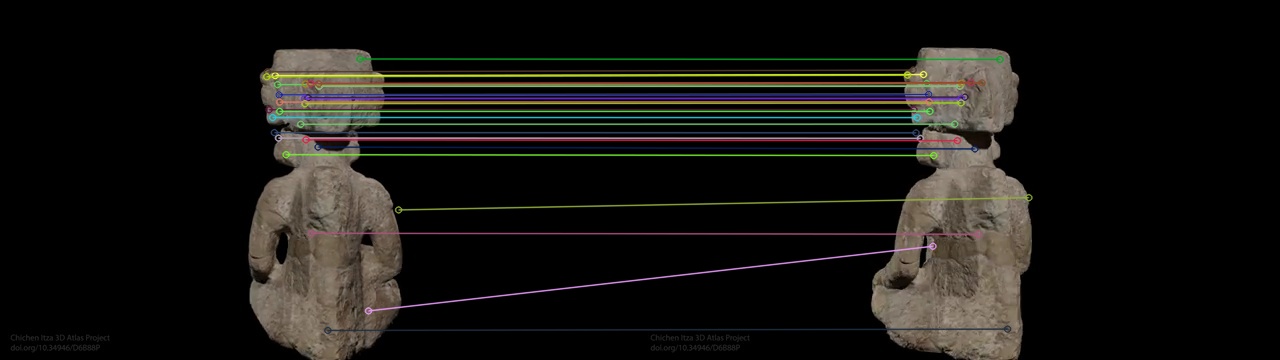 Chichen Itza 3D Atlas Project
doi.org/10.34946/D6B88P
Chichen Itza 3D Atlas Project
doi.org/10.34946/D6B88P